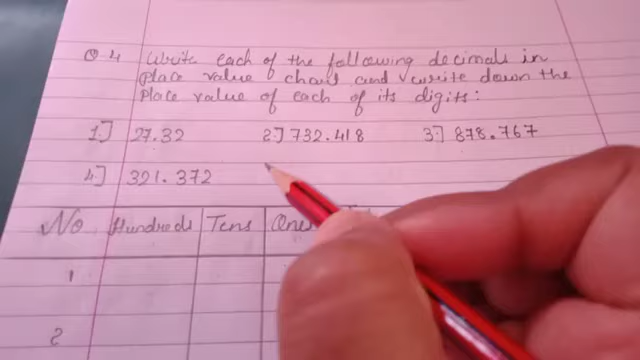 Q.4 Write each of the following decimals in
place value chart and write down the
place value of each of its digits:
1] 27.32 2] 732.418 3] 878.767
4] 321.372
No Hundreds Tens Ones
1
2